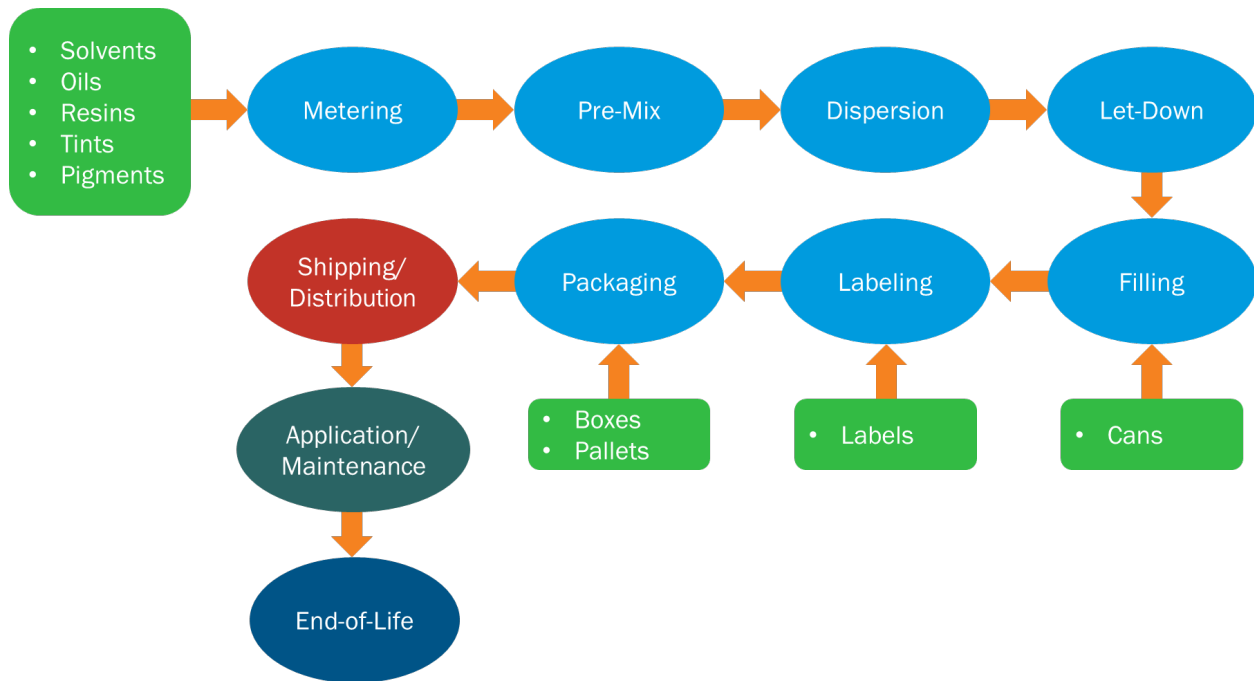 • Solvents
• Oils
• Resins
• Tints
• Pigments
Metering
Pre-Mix
Dispersion
Let-Down
Shipping/
Distribution
Packaging
Labeling
Filling
Application/
Maintenance
• Boxes
• Pallets
• Labels
• Cans
End-of-Life